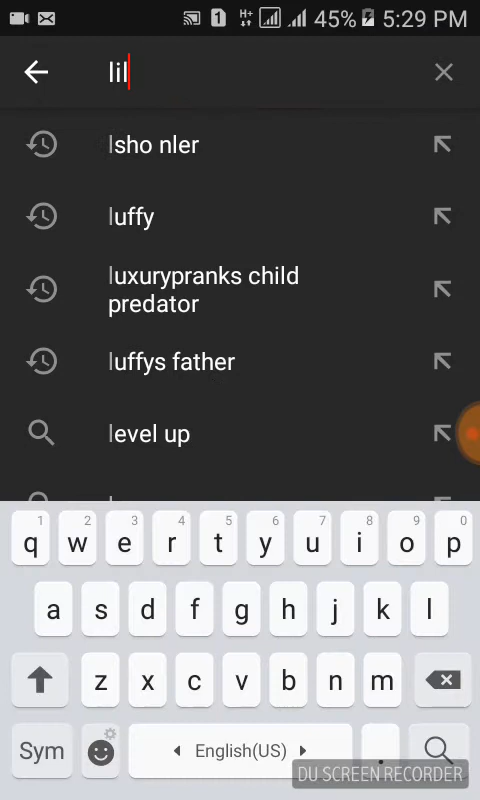 1 H+ 45% 5:29 PM
lil
lsho nler
luffy
luxurypranks child
predator
luffys father
level up
1 2 3 4 5 6 7 8 9 0
q w e r t y u i o p
a s d f g h j k l
z x c v b n m
Sym English(US) .
DU SCREEN RECORDER